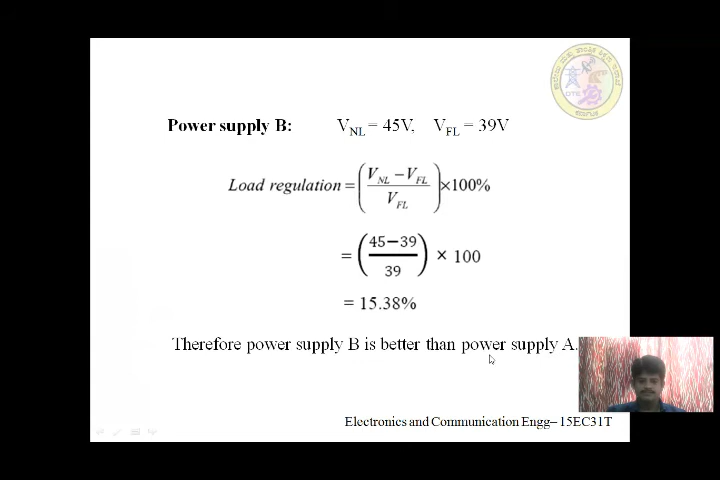 DTE
Power supply B: V_NL = 45V, V_FL = 39V
Load regulation = ( (V_NL − V_FL) / V_FL ) ×100%
= ( (45−39) / 39 ) × 100
= 15.38%
Therefore power supply B is better than power supply A.
Electronics and Communication Engg– 15EC31T